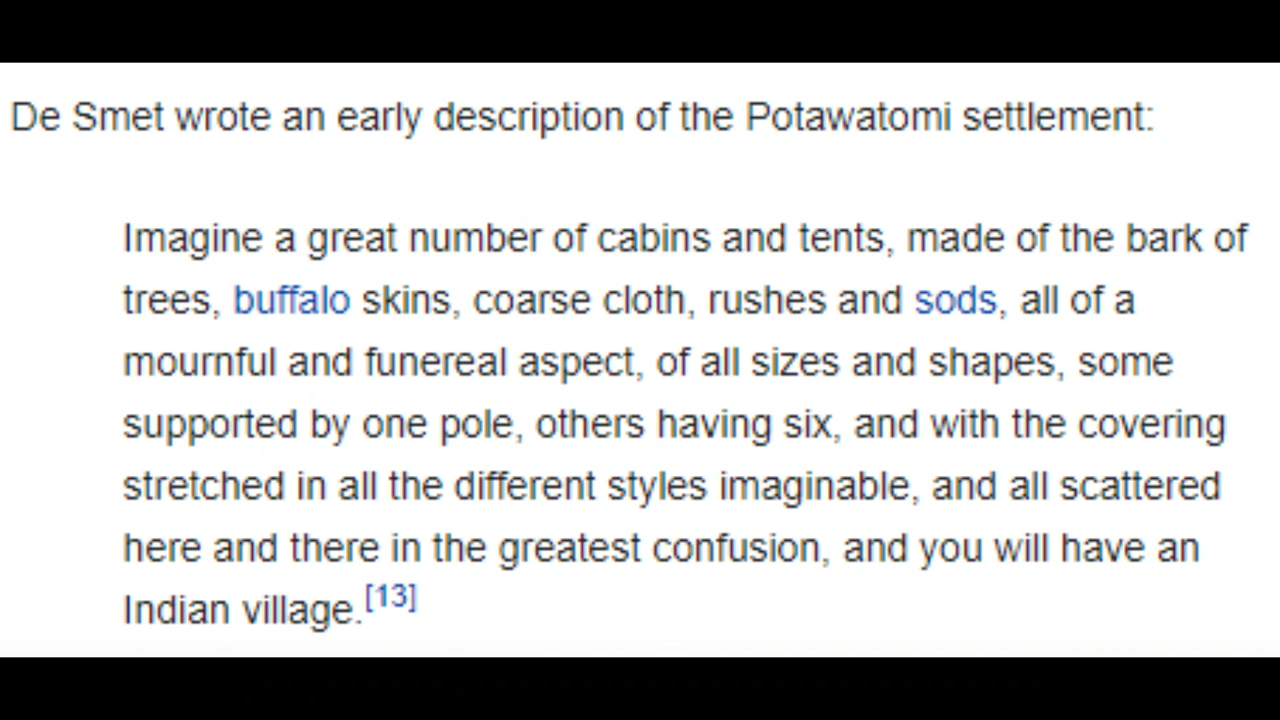 De Smet wrote an early description of the Potawatomi settlement:
Imagine a great number of cabins and tents, made of the bark of
trees, buffalo skins, coarse cloth, rushes and sods, all of a
mournful and funereal aspect, of all sizes and shapes, some
supported by one pole, others having six, and with the covering
stretched in all the different styles imaginable, and all scattered
here and there in the greatest confusion, and you will have an
Indian village.[13]